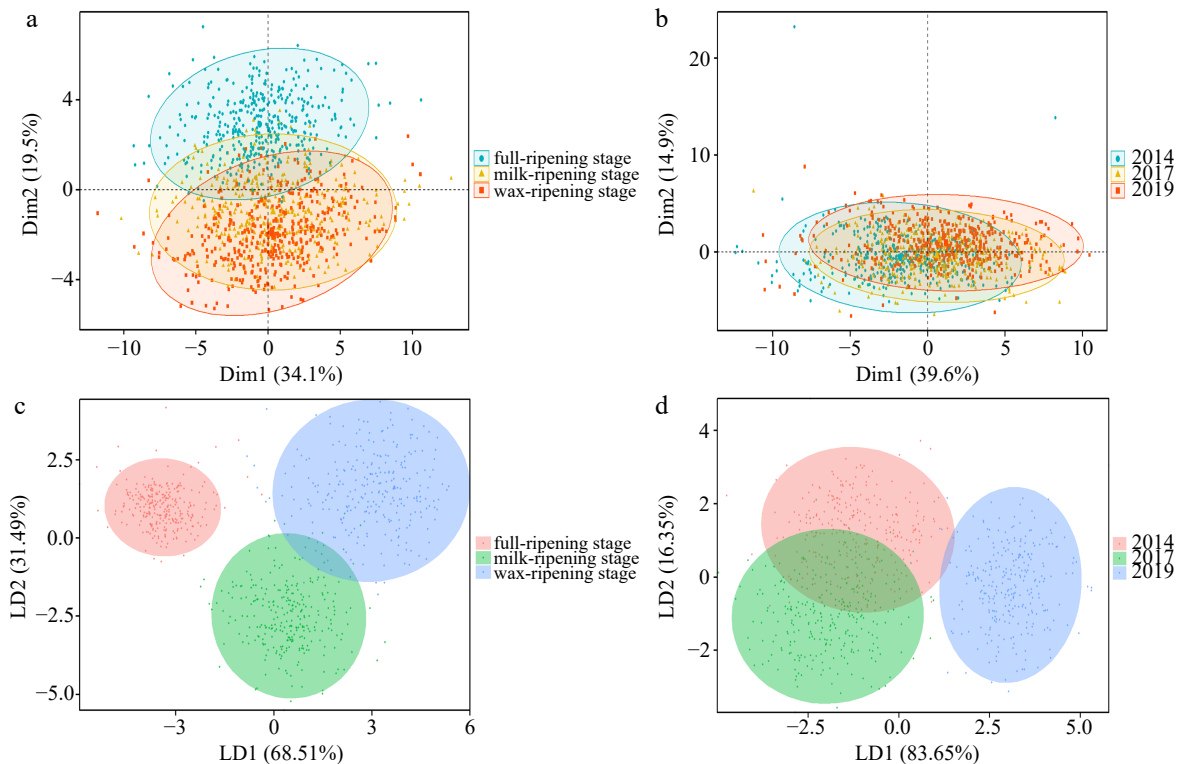 a
4
0
−4
−10
−5
0
5
10
Dim2 (19.5%)
Dim1 (34.1%)
full-ripening stage
milk-ripening stage
wax-ripening stage
b
20
10
0
−10
−5
0
5
10
Dim2 (14.9%)
Dim1 (39.6%)
2014
2017
2019
c
2.5
0.0
−2.5
−5.0
−3
0
3
6
LD2 (31.49%)
LD1 (68.51%)
full-ripening stage
milk-ripening stage
wax-ripening stage
d
4
2
0
−2
−2.5
0.0
2.5
5.0
LD2 (16.35%)
LD1 (83.65%)
2014
2017
2019